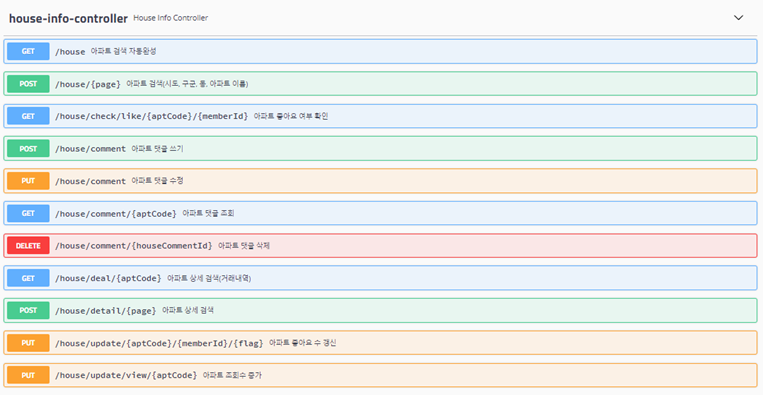 house-info-controller House Info Controller
GET /house 아파트 검색 자동완성
POST /house/{page} 아파트 검색(시도, 구군, 동, 아파트 이름)
GET /house/check/like/{aptCode}/{memberId} 아파트 좋아요 여부 확인
POST /house/comment 아파트 댓글 쓰기
PUT /house/comment 아파트 댓글 수정
GET /house/comment/{aptCode} 아파트 댓글 조회
DELETE /house/comment/{houseCommentId} 아파트 댓글 삭제
GET /house/deal/{aptCode} 아파트 상세 검색(거래내역)
POST /house/detail/{page} 아파트 상세 검색
PUT /house/update/{aptCode}/{memberId}/{flag} 아파트 좋아요 수 갱신
PUT /house/update/view/{aptCode} 아파트 조회수 증가